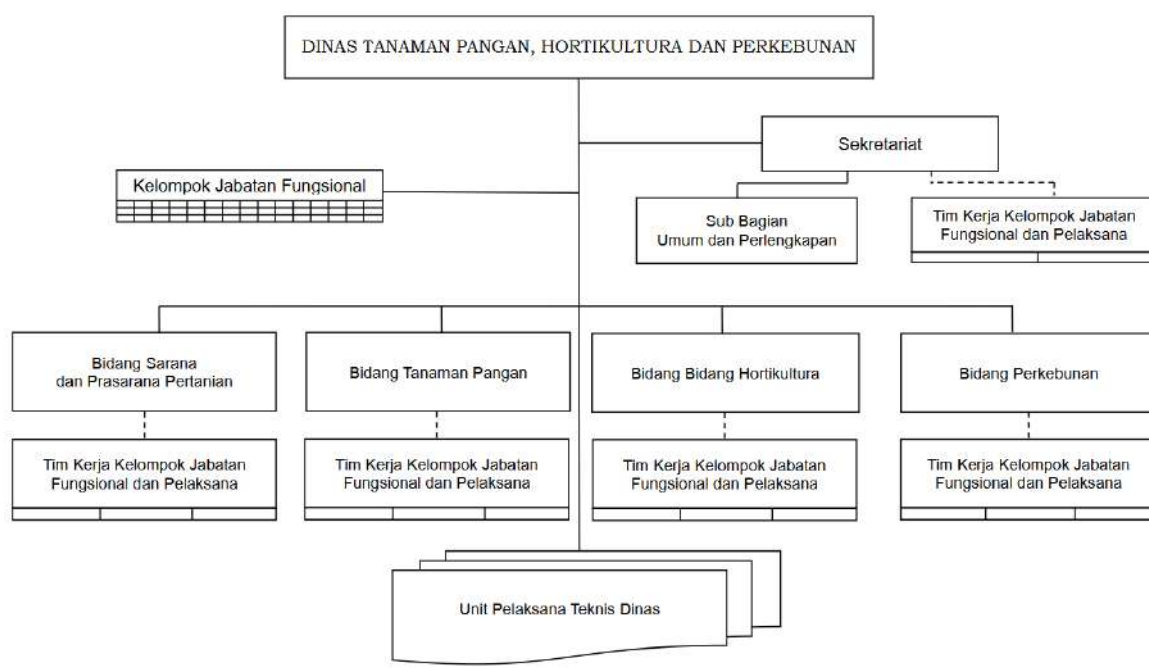 DINAS TANAMAN PANGAN, HORTIKULTURA DAN PERKEBUNAN
Sekretariat
Kelompok Jabatan Fungsional
Sub Bagian
Umum dan Perlengkapan
Tim Kerja Kelompok Jabatan
Fungsional dan Pelaksana
Bidang Sarana
dan Prasarana Pertanian
Bidang Tanaman Pangan
Bidang Bidang Hortikultura
Bidang Perkebunan
Tim Kerja Kelompok Jabatan
Fungsional dan Pelaksana
Tim Kerja Kelompok Jabatan
Fungsional dan Pelaksana
Tim Kerja Kelompok Jabatan
Fungsional dan Pelaksana
Tim Kerja Kelompok Jabatan
Fungsional dan Pelaksana
Unit Pelaksana Teknis Dinas